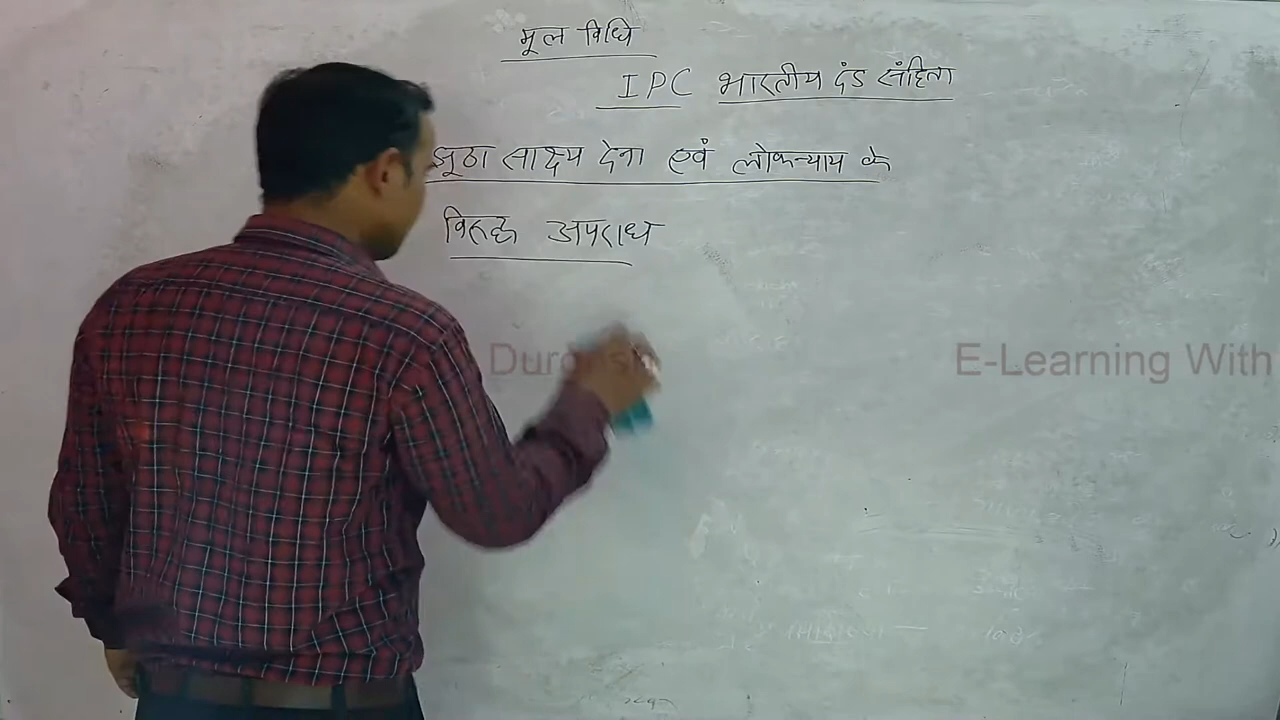 मूल विधि
IPC भारतीय दंड संहिता
झूठा साक्ष्य देना एवं लोकन्याय के
विरुद्ध अपराध
E-Learning With